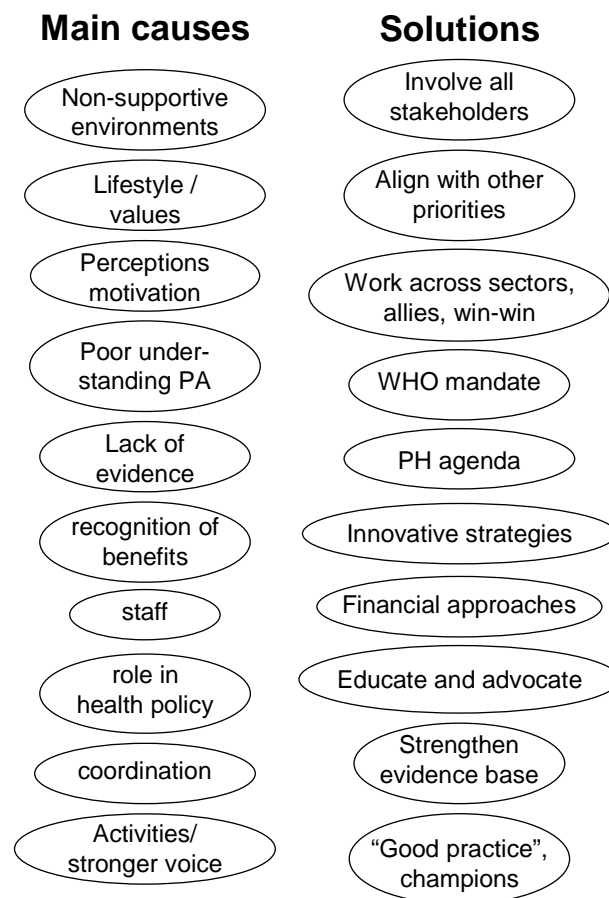 Main causes
Non-supportive
environments
Lifestyle /
values
Perceptions
motivation
Poor under-
standing PA
Lack of
evidence
recognition of
benefits
staff
role in
health policy
coordination
Activities/
stronger voice
Solutions
Involve all
stakeholders
Align with other
priorities
Work across sectors,
allies, win-win
WHO mandate
PH agenda
Innovative strategies
Financial approaches
Educate and advocate
Strengthen
evidence base
“Good practice”,
champions